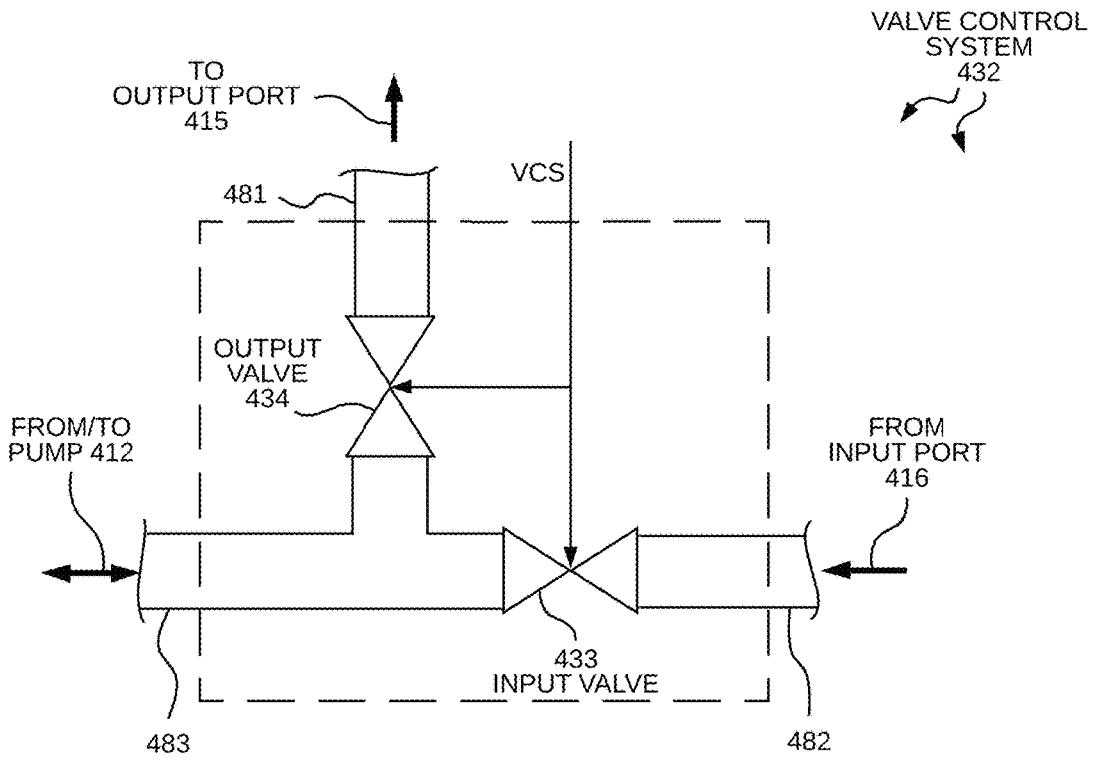 VALVE CONTROL
SYSTEM
432
TO
OUTPUT PORT
415
VCS
481
OUTPUT
VALVE
434
FROM/TO
PUMP 412
FROM
INPUT PORT
416
433
INPUT VALVE
483
482